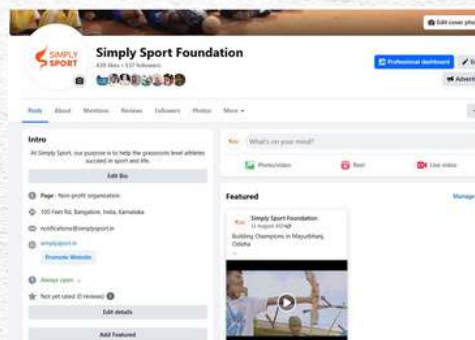 Edit cover pho
SIMPLY
SPORT
Simply Sport Foundation
439 likes • 537 followers
Professional dashboard
Adverti
Posts
About
Mentions
Reviews
Followers
Photos
More
Intro
At Simply Sport, our purpose is to help the grassroots level athletes
succeed in sport and life.
Edit Bio
Page · Non-profit organisation
100 Feet Rd, Bangalore, India, Karnataka
notifications@simplysport.in
simplysport.in
Promote Website
Always open
Not yet rated (0 reviews)
Edit details
Add Featured
What's on your mind?
Photo/video
Reel
Live video
Featured
Manage
Simply Sport Foundation
Building Champions in Mayurbhanj,
Odisha